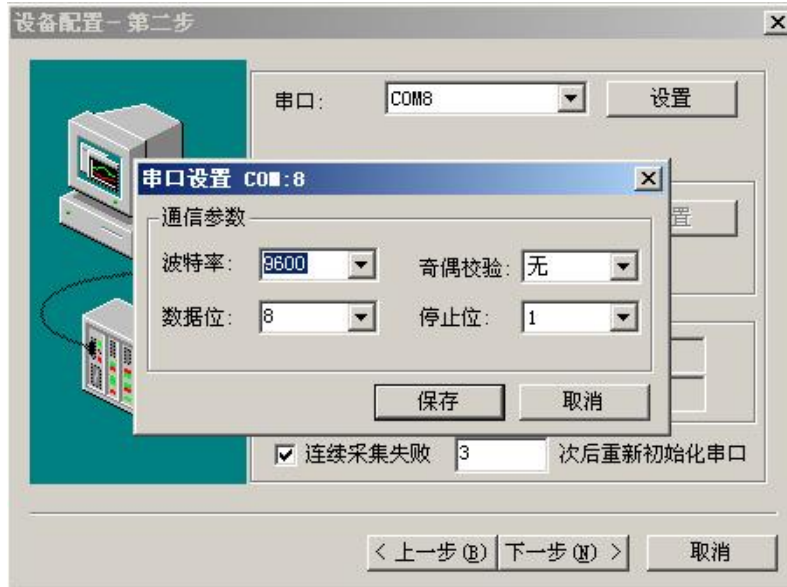 设备配置－第二步
串口： COM8 设置
串口设置 COM:8
置
通信参数
波特率： 9600 奇偶校验： 无
数据位： 8 停止位： 1
保存 取消
连续采集失败 3 次后重新初始化串口
< 上一步(B) 下一步(N) > 取消